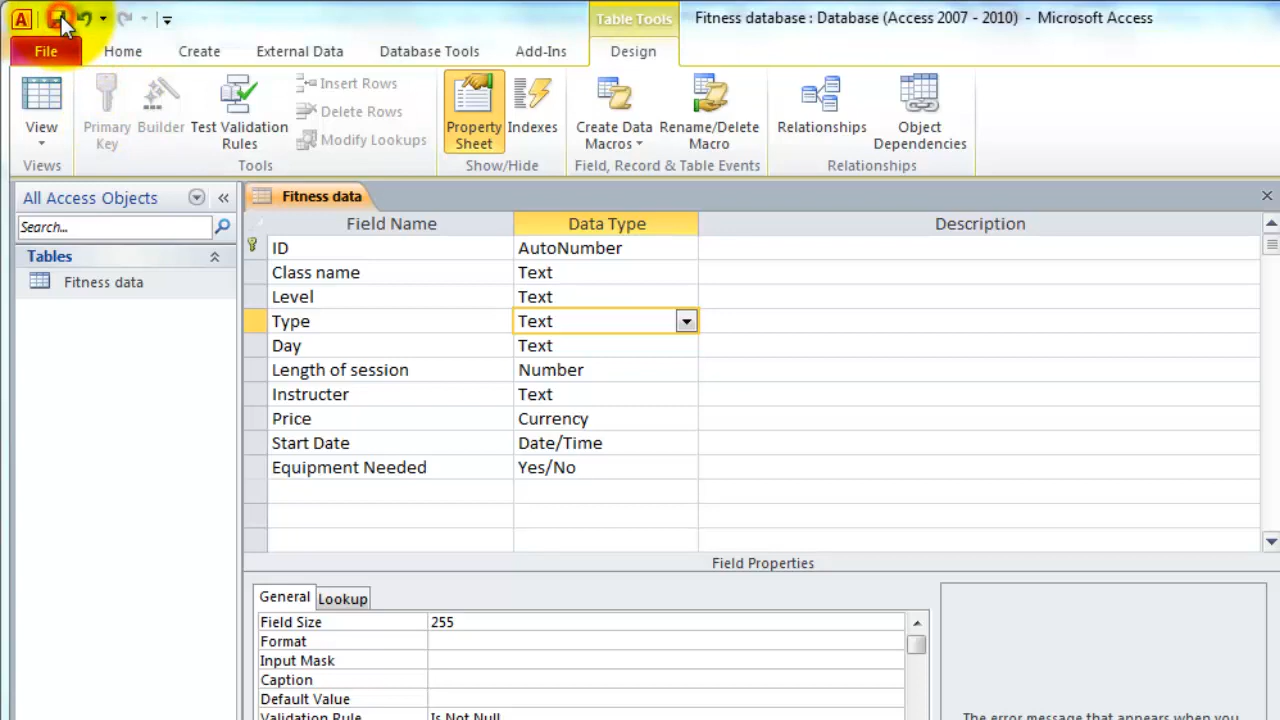 A
Table Tools
Fitness database : Database (Access 2007 - 2010) - Microsoft Access
File Home Create External Data Database Tools Add-Ins Design
View
Primary Key
Builder
Test Validation Rules
Insert Rows
Delete Rows
Modify Lookups
Property Sheet
Indexes
Create Data Macros
Rename/Delete Macro
Relationships
Object Dependencies
Views Tools Show/Hide Field, Record & Table Events Relationships
All Access Objects
Search...
Tables
Fitness data
Fitness data
Field Name Data Type Description
ID AutoNumber
Class name Text
Level Text
Type Text
Day Text
Length of session Number
Instructer Text
Price Currency
Start Date Date/Time
Equipment Needed Yes/No
Field Properties
General Lookup
Field Size 255
Format
Input Mask
Caption
Default Value
Validation Rule Is Not Null
The error message that appears when you